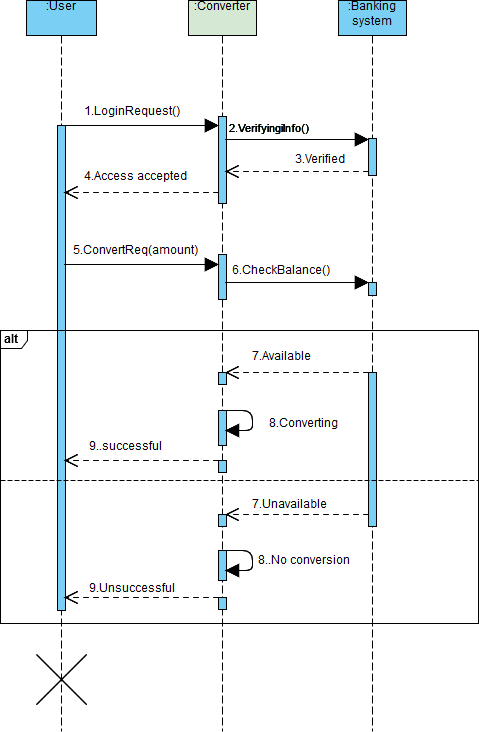 :User
:Converter
:Banking
system
1.LoginRequest()
2.VerifyingiInfo()
3.Verified
4.Access accepted
5.ConvertReq(amount)
6.CheckBalance()
alt
7.Available
8.Converting
9..successful
7.Unavailable
8..No conversion
9.Unsuccessful